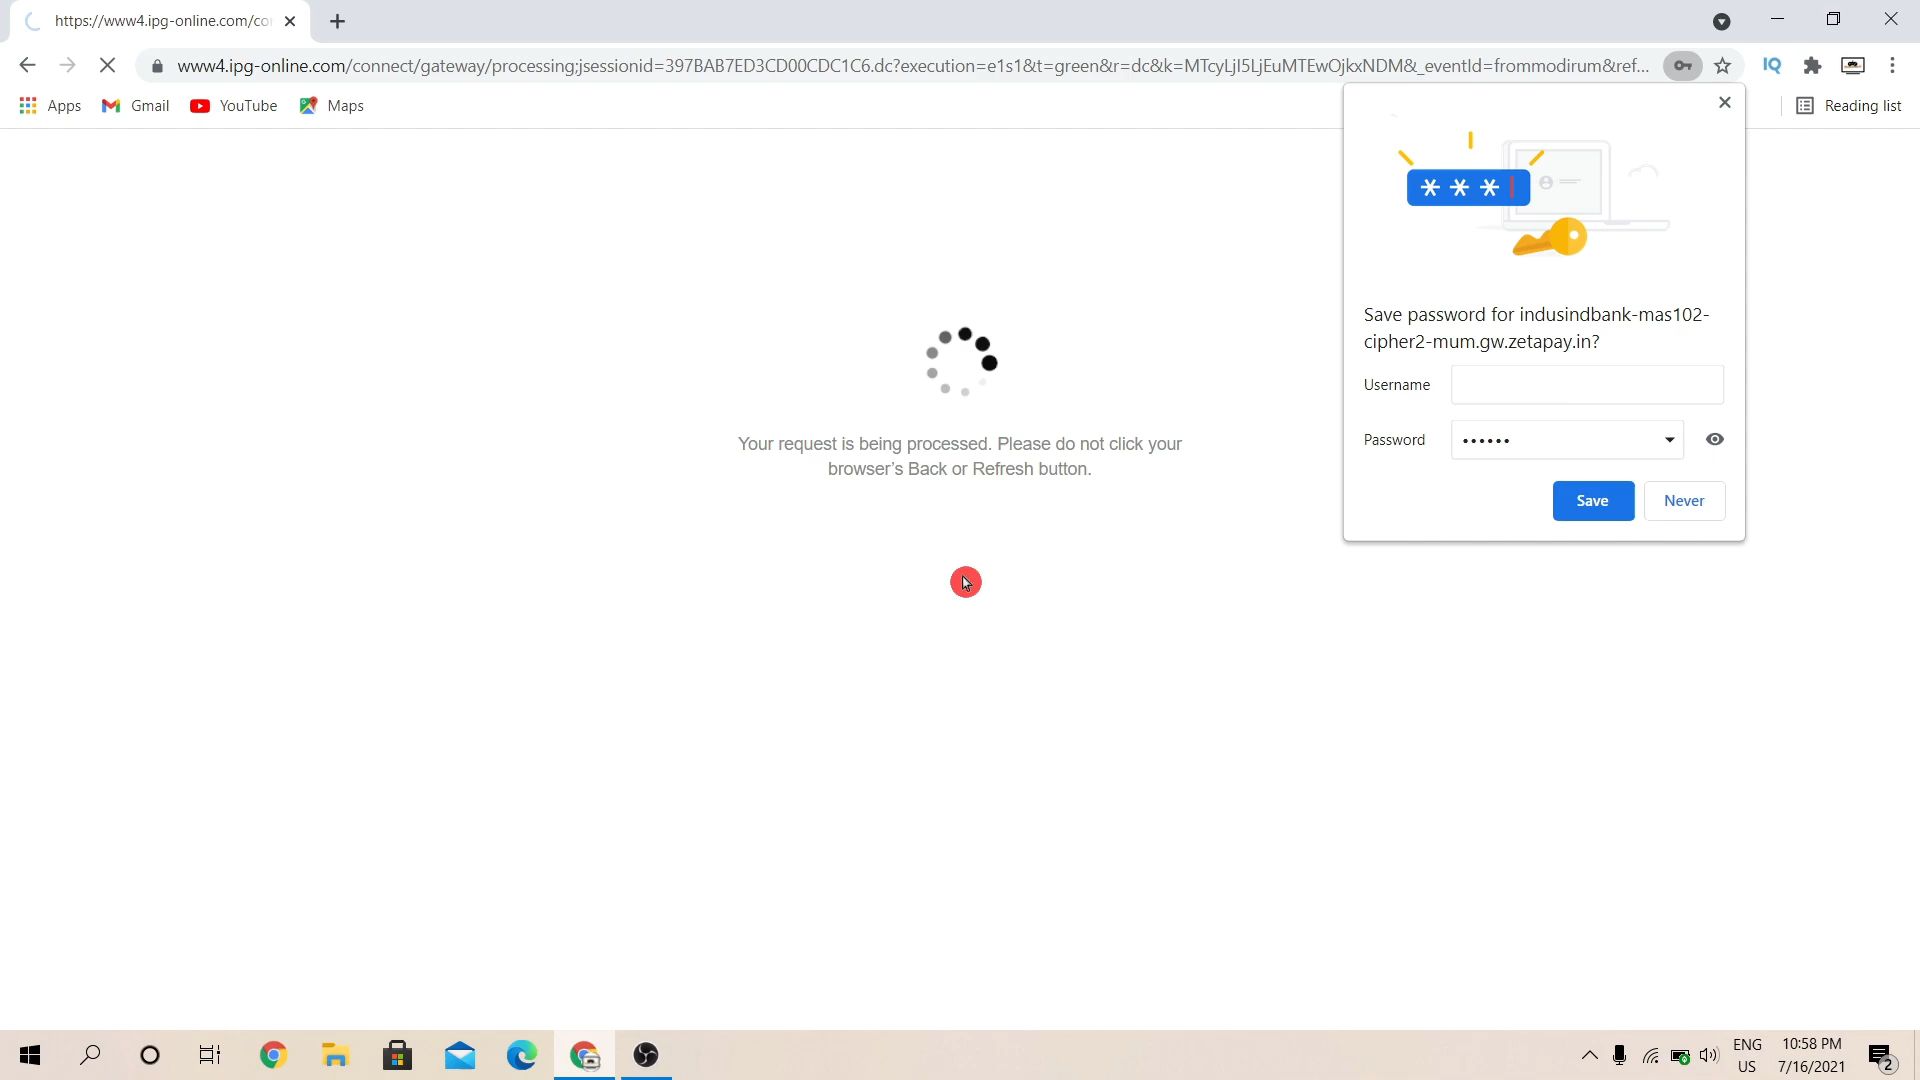 https://www4.ipg-online.com/co
www4.ipg-online.com/connect/gateway/processing;jsessionid=397BAB7ED3CD00CDC1C6.dc?execution=e1s1&t=green&r=dc&k=MTcyLjI5LjEuMTEwOjkxNDM&_eventId=frommodirum&ref...
IQ
Apps
Gmail
YouTube
Maps
Reading list
* * *
Save password for indusindbank-mas102-
cipher2-mum.gw.zetapay.in?
Username
Password
••••••
Save
Never
Your request is being processed. Please do not click your
browser's Back or Refresh button.
ENG
US
10:58 PM
7/16/2021
2